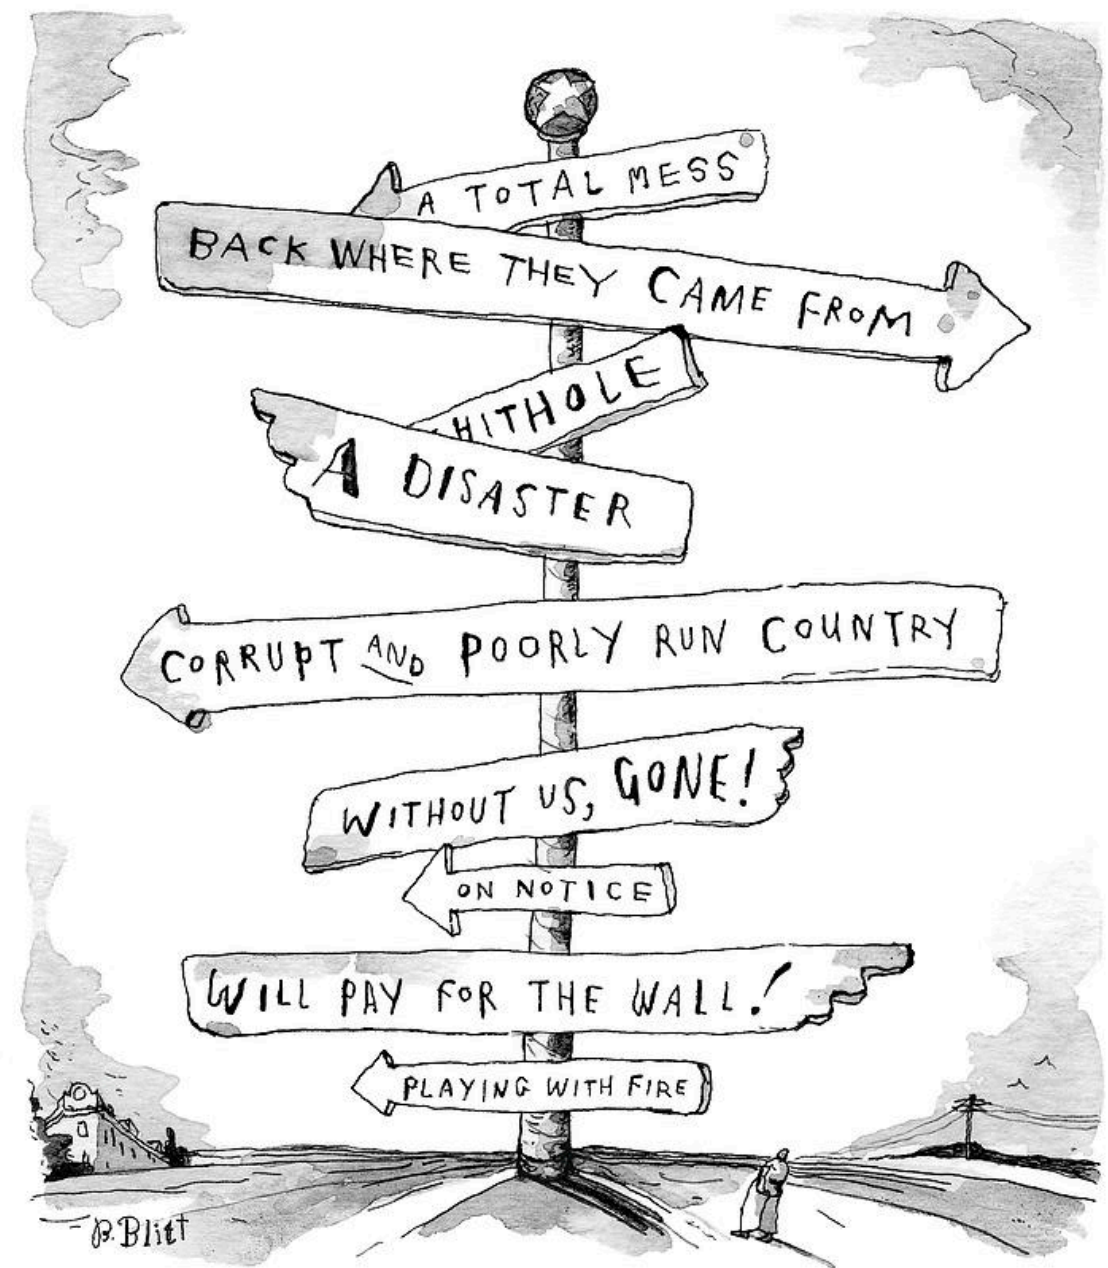 A TOTAL MESS
BACK WHERE THEY CAME FROM
HITHOLE
A DISASTER
CORRUPT AND POORLY RUN COUNTRY
WITHOUT US, GONE!
ON NOTICE
WILL PAY FOR THE WALL!
PLAYING WITH FIRE
B. Blitt